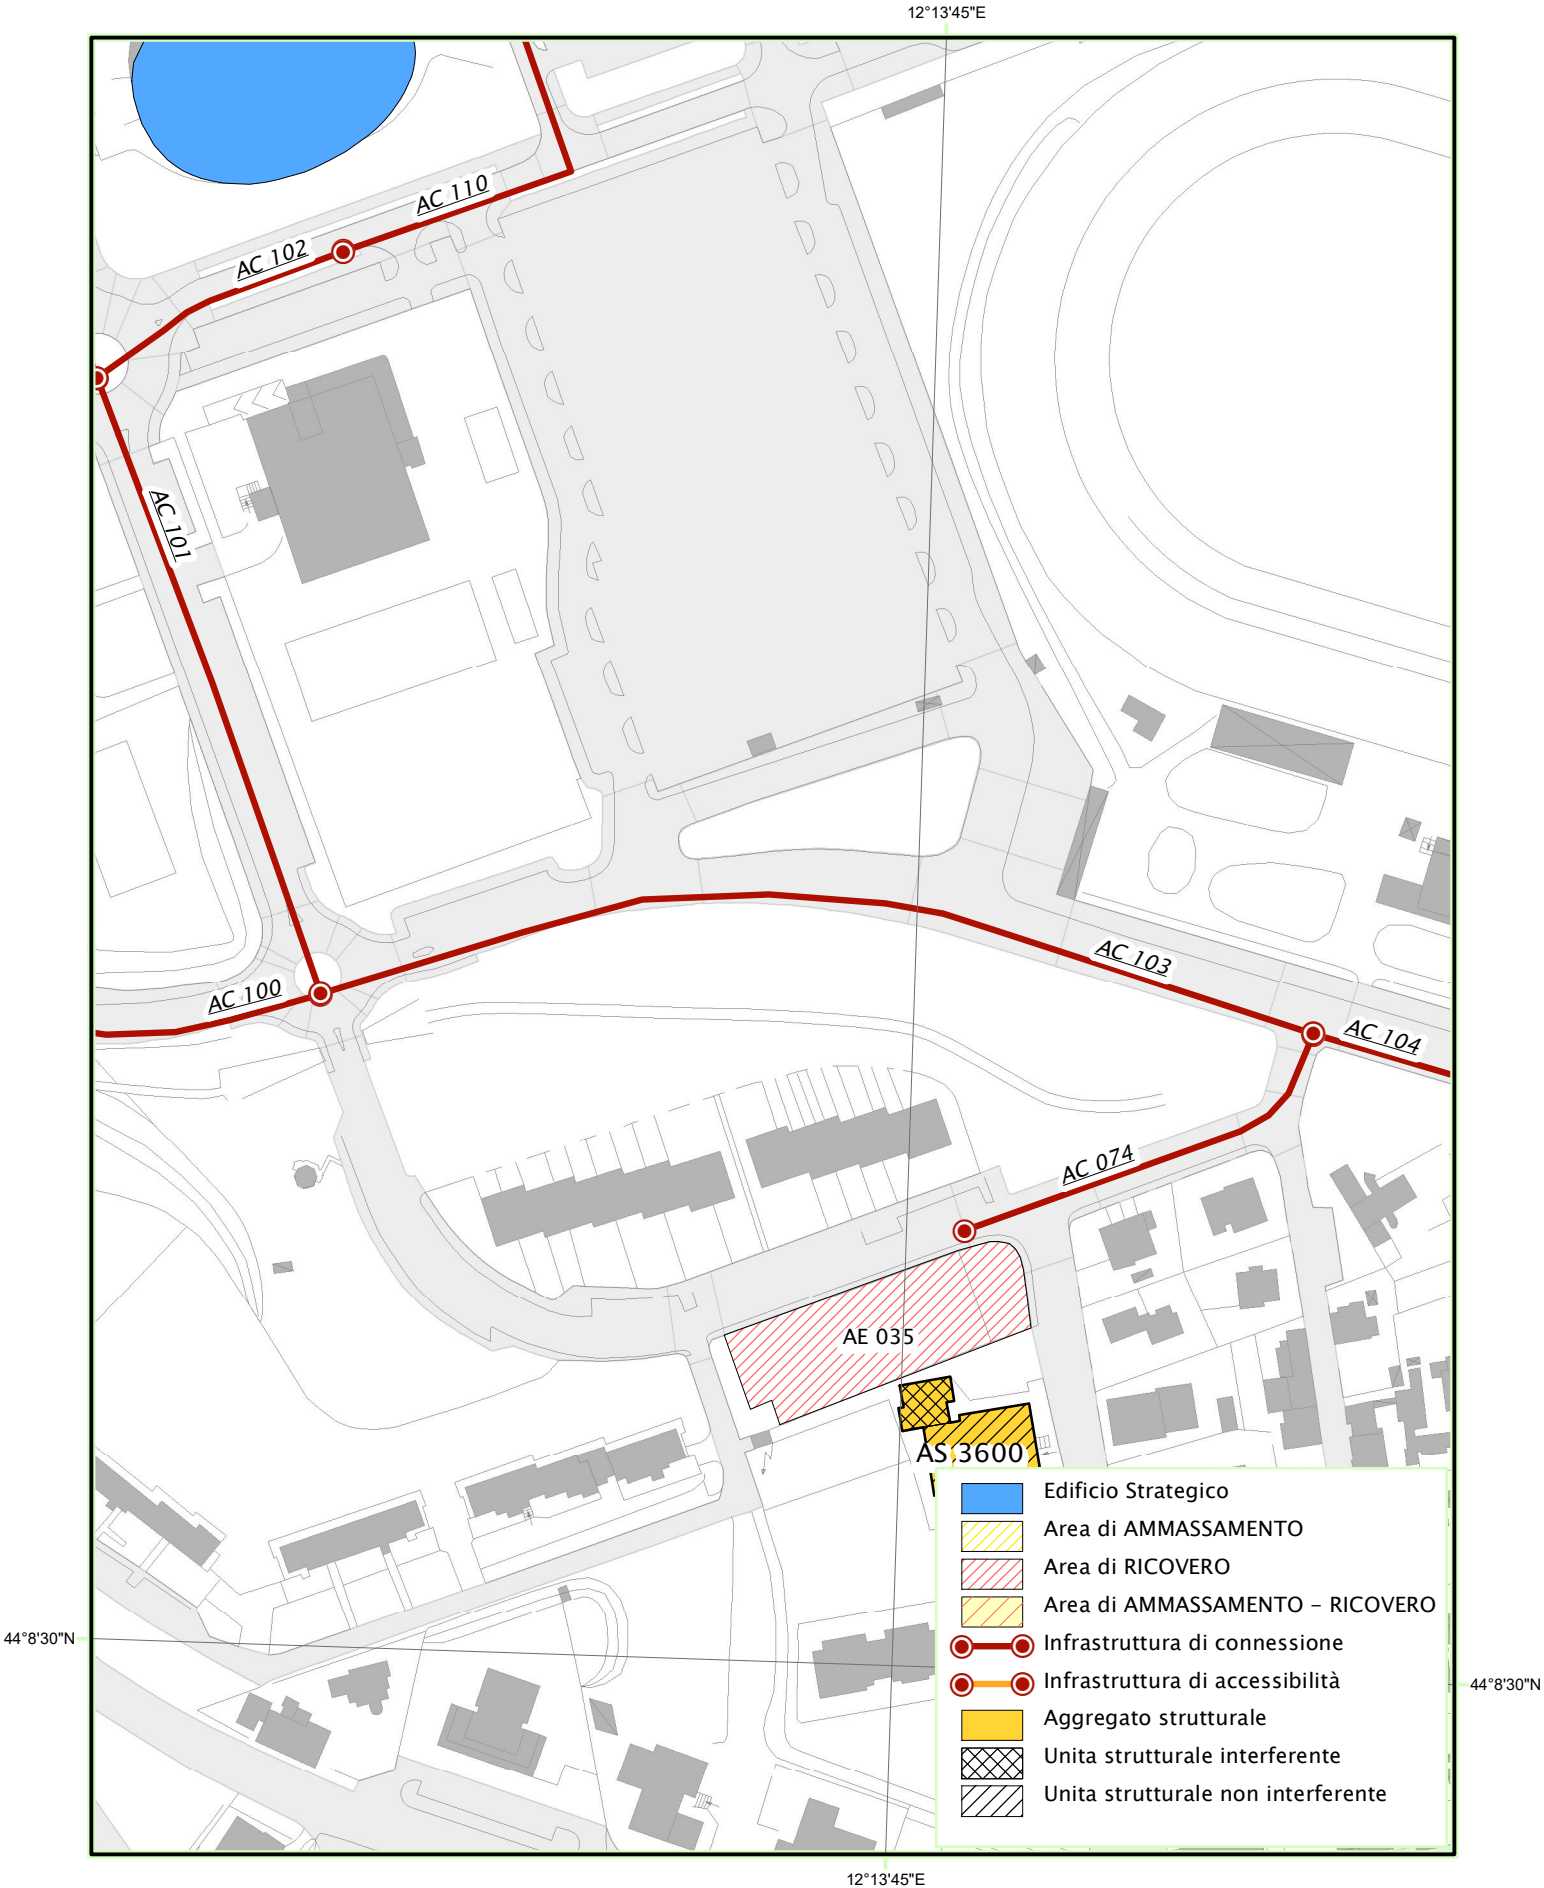 12°13'45"E
AC 110
AC 102
AC 101
AC 103
AC 100
AC 104
AC 074
AE 035
AS 3600
Edificio Strategico
Area di AMMASSAMENTO
Area di RICOVERO
Area di AMMASSAMENTO - RICOVERO
44°8'30"N
Infrastruttura di connessione
Infrastruttura di accessibilità
44°8'30"N
Aggregato strutturale
Unita strutturale interferente
Unita strutturale non interferente
12°13'45"E